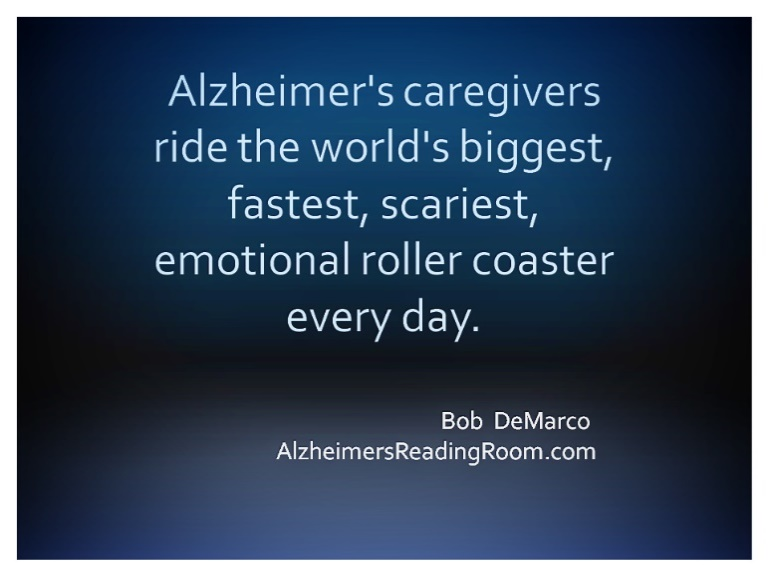 Alzheimer's caregivers
ride the world's biggest,
fastest, scariest,
emotional roller coaster
every day.
Bob DeMarco
AlzheimersReadingRoom.com